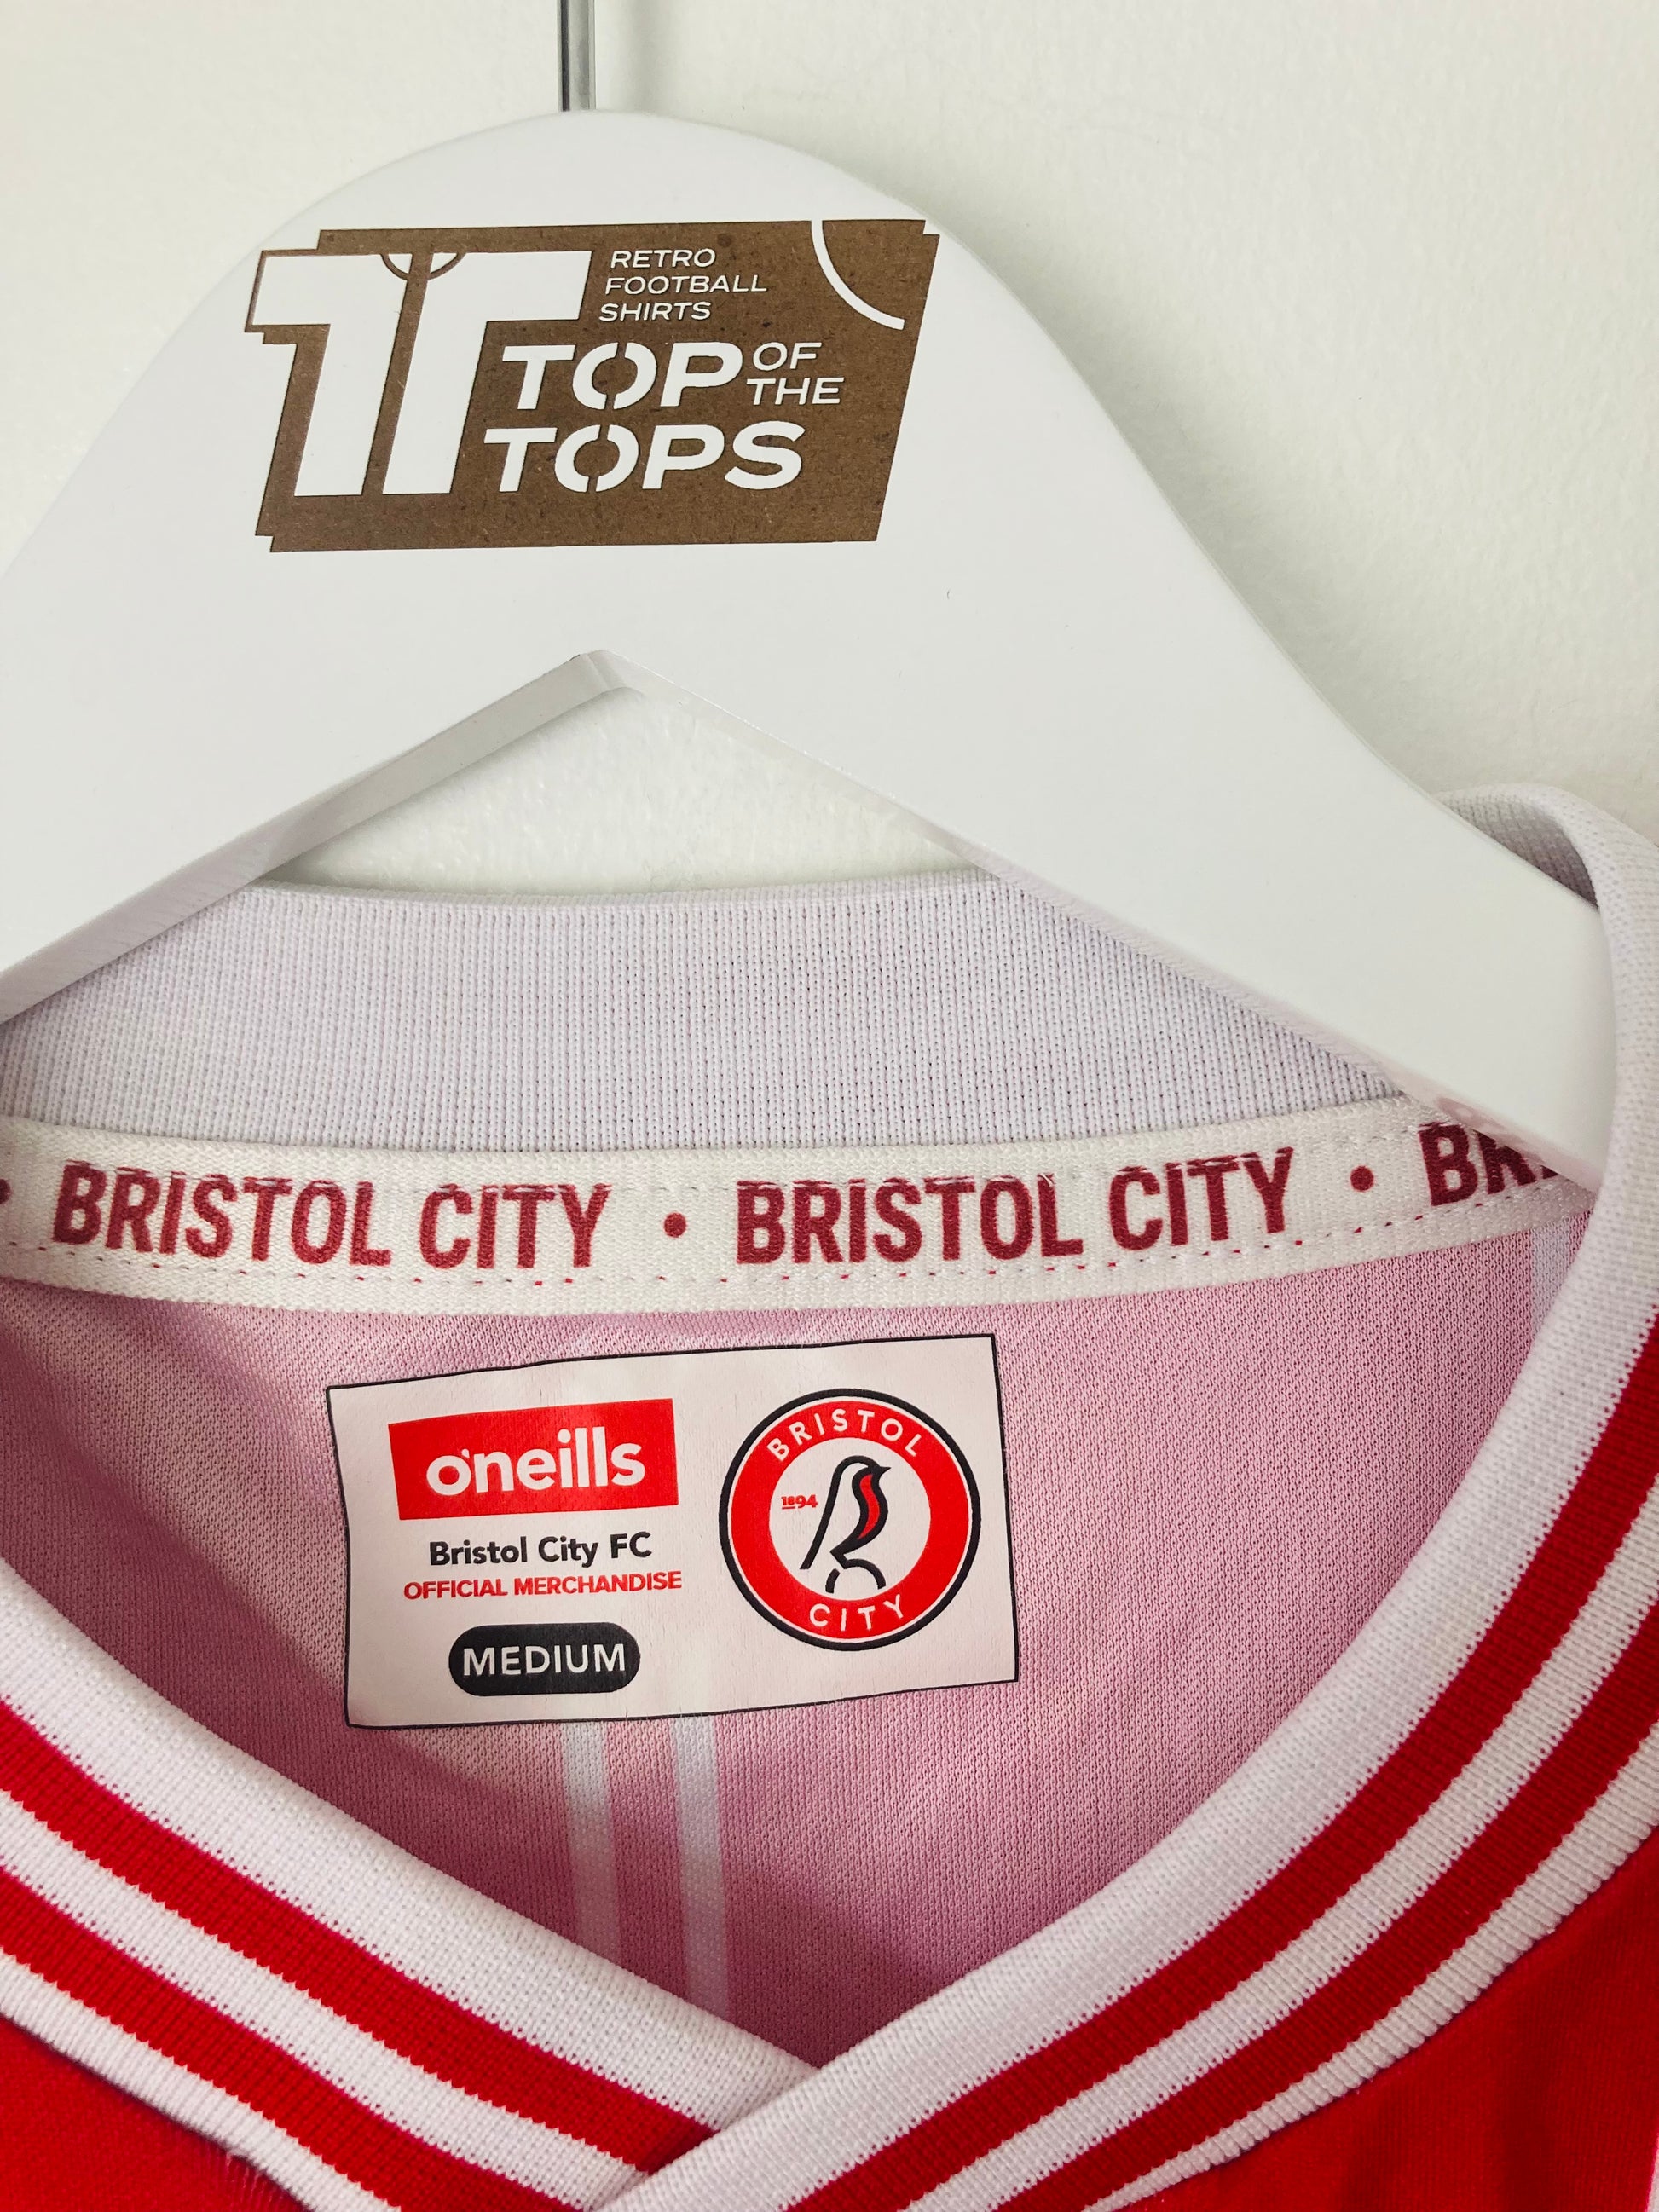 RETRO
FOOTBALL
SHIRTS
TOP OF THE
TOPS
BRISTOL CITY • BRISTOL CITY •
o'neills
Bristol City FC
OFFICIAL MERCHANDISE
MEDIUM
BRISTOL
1894
CITY